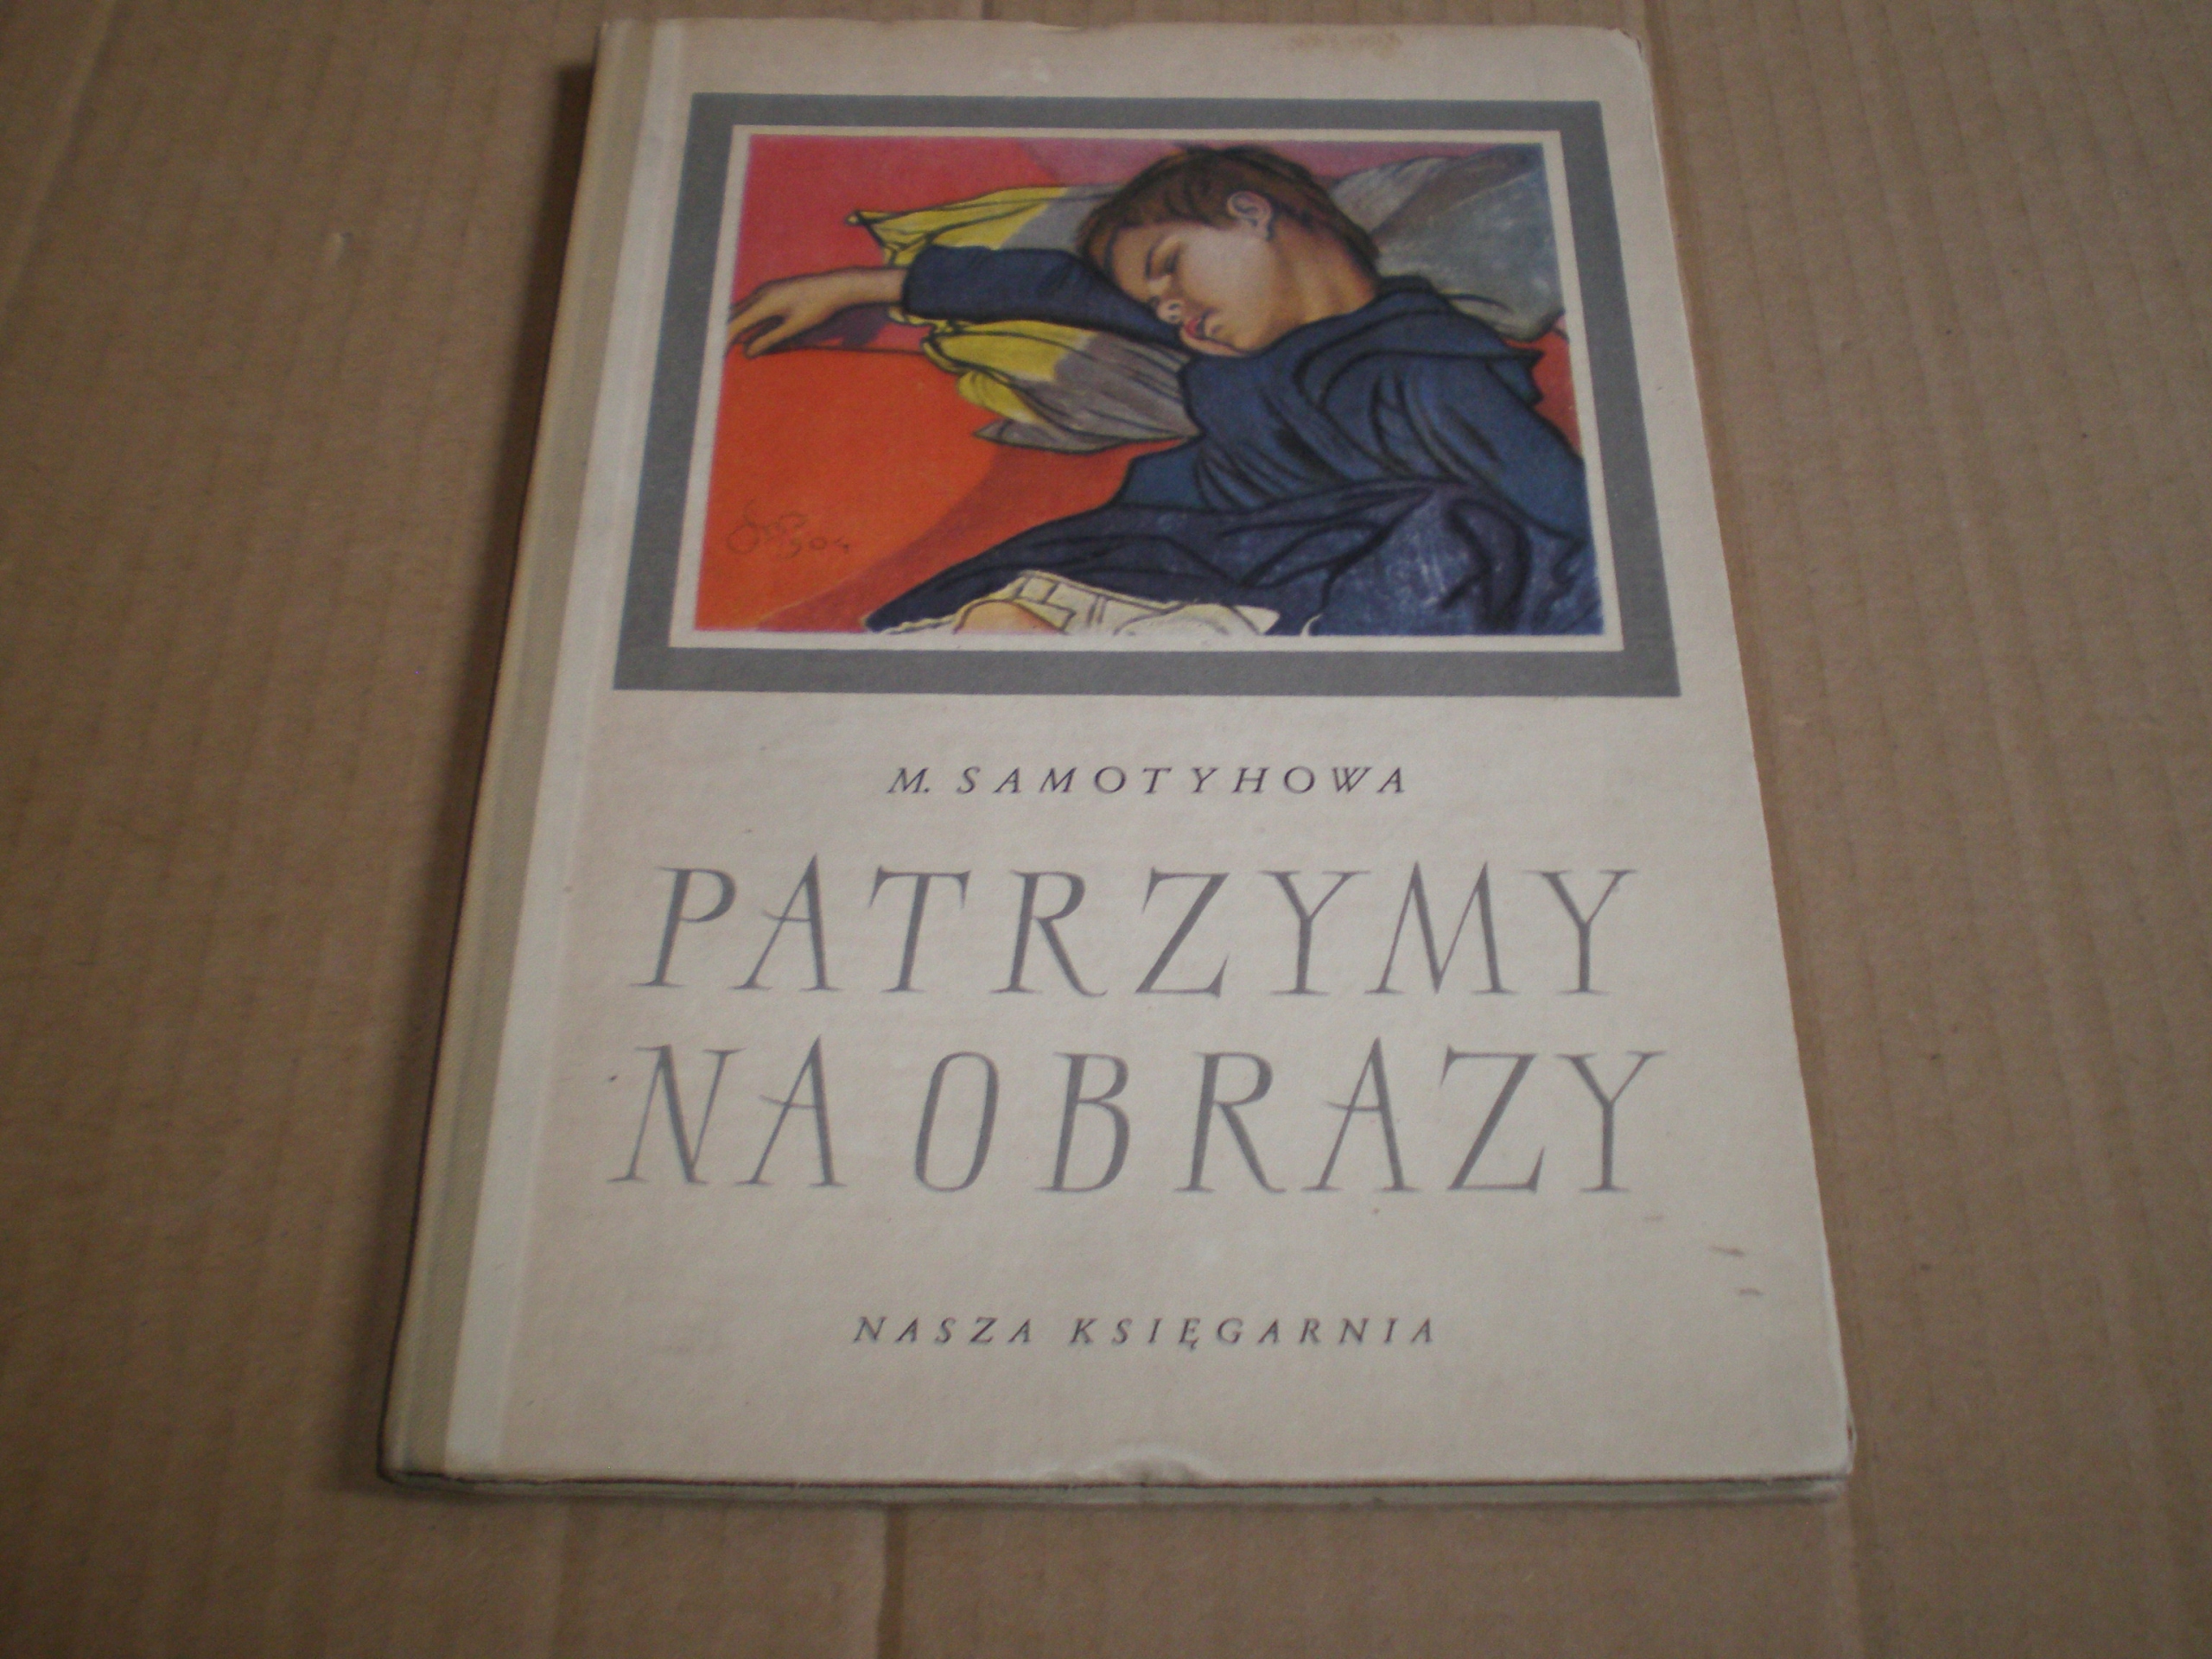 M. SAMOTYHOWA
PATRZYMY
NA OBRAZY
NASZA KSIĘGARNIA